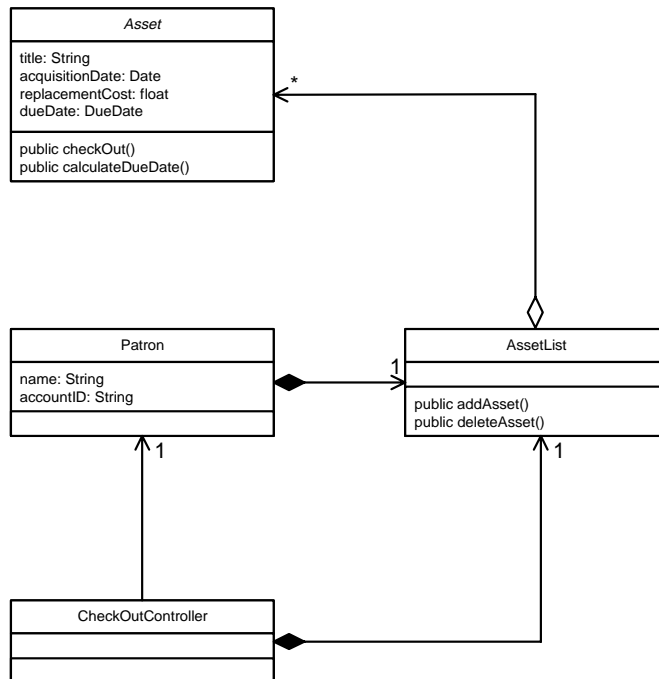 Asset
title: String
acquisitionDate: Date
replacementCost: float
dueDate: DueDate
public checkOut()
public calculateDueDate()
*
Patron
name: String
accountID: String
1
AssetList
public addAsset()
public deleteAsset()
1
1
CheckOutController